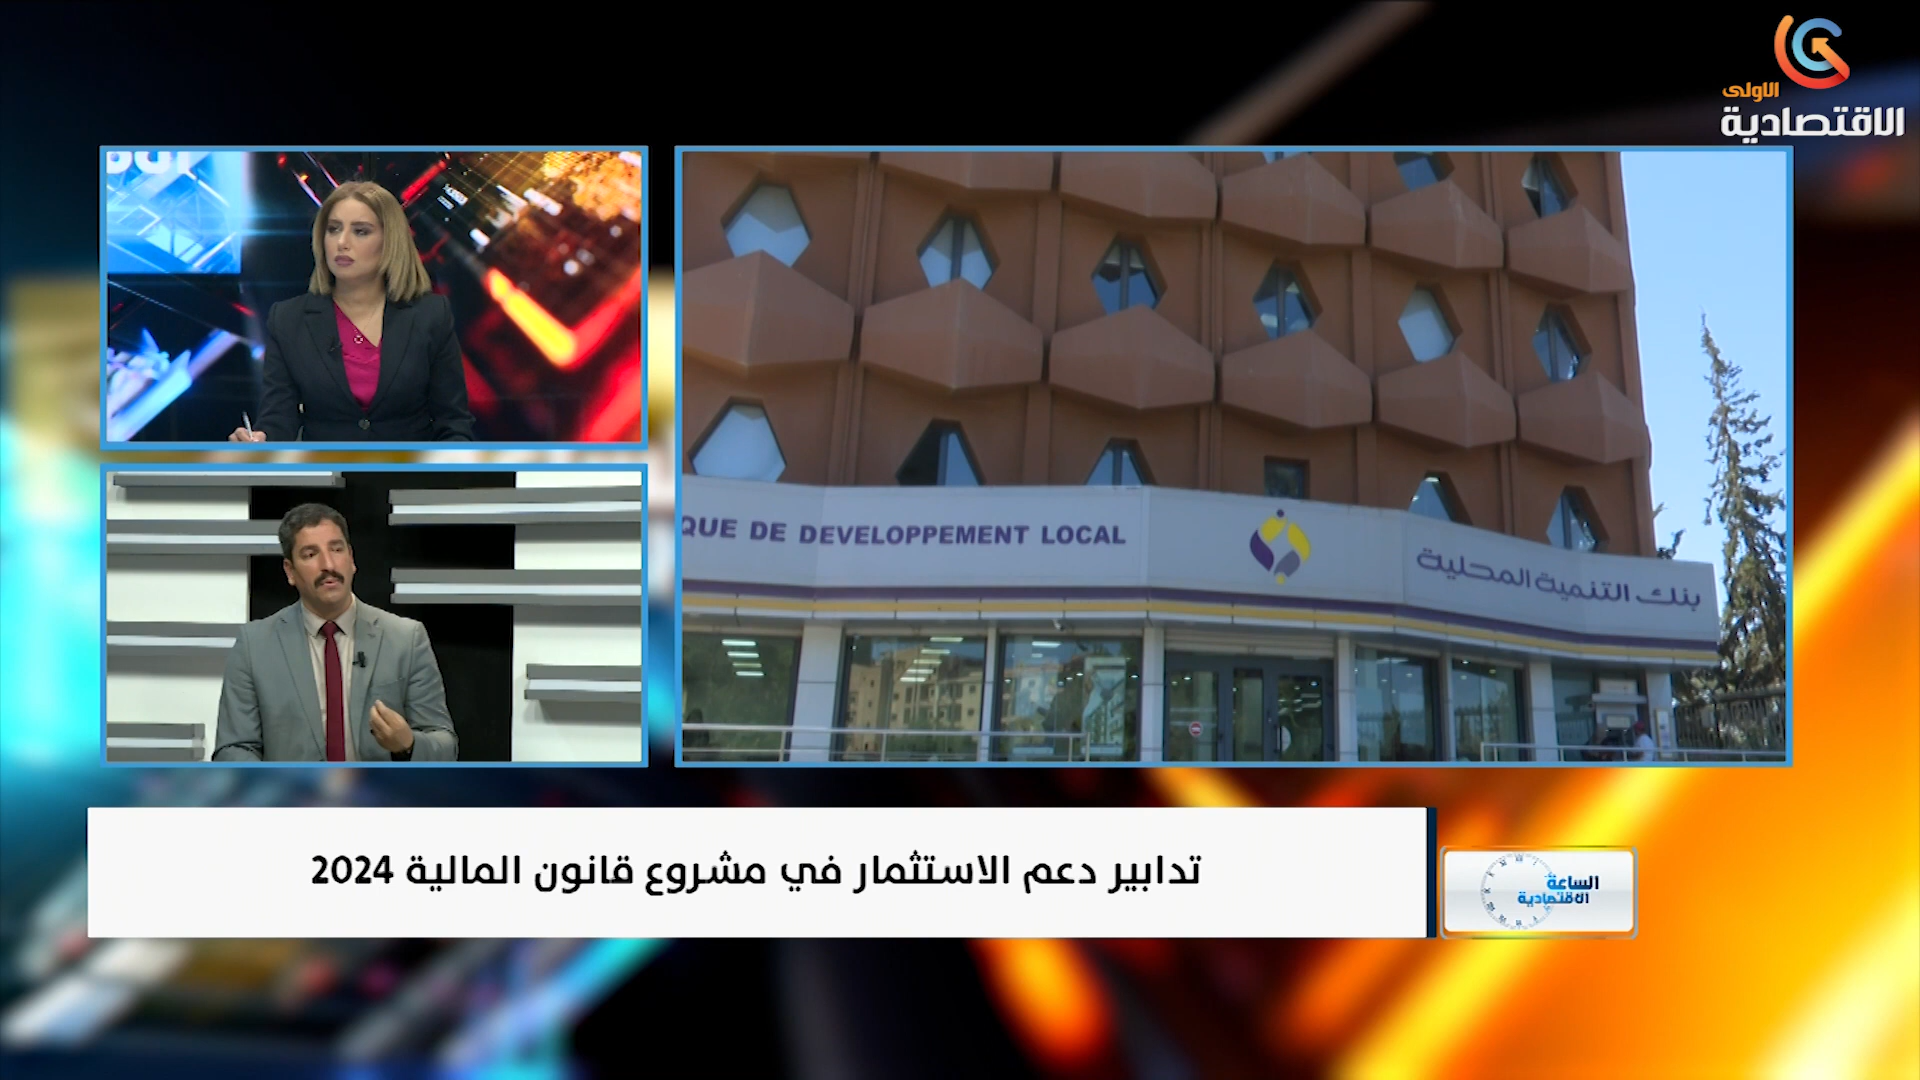 الاولى
الاقتصادية
QUE DE DEVELOPPEMENT LOCAL
بنك التنمية المحلية
تدابير دعم الاستثمار في مشروع قانون المالية 2024
الساعة
الاقتصادية